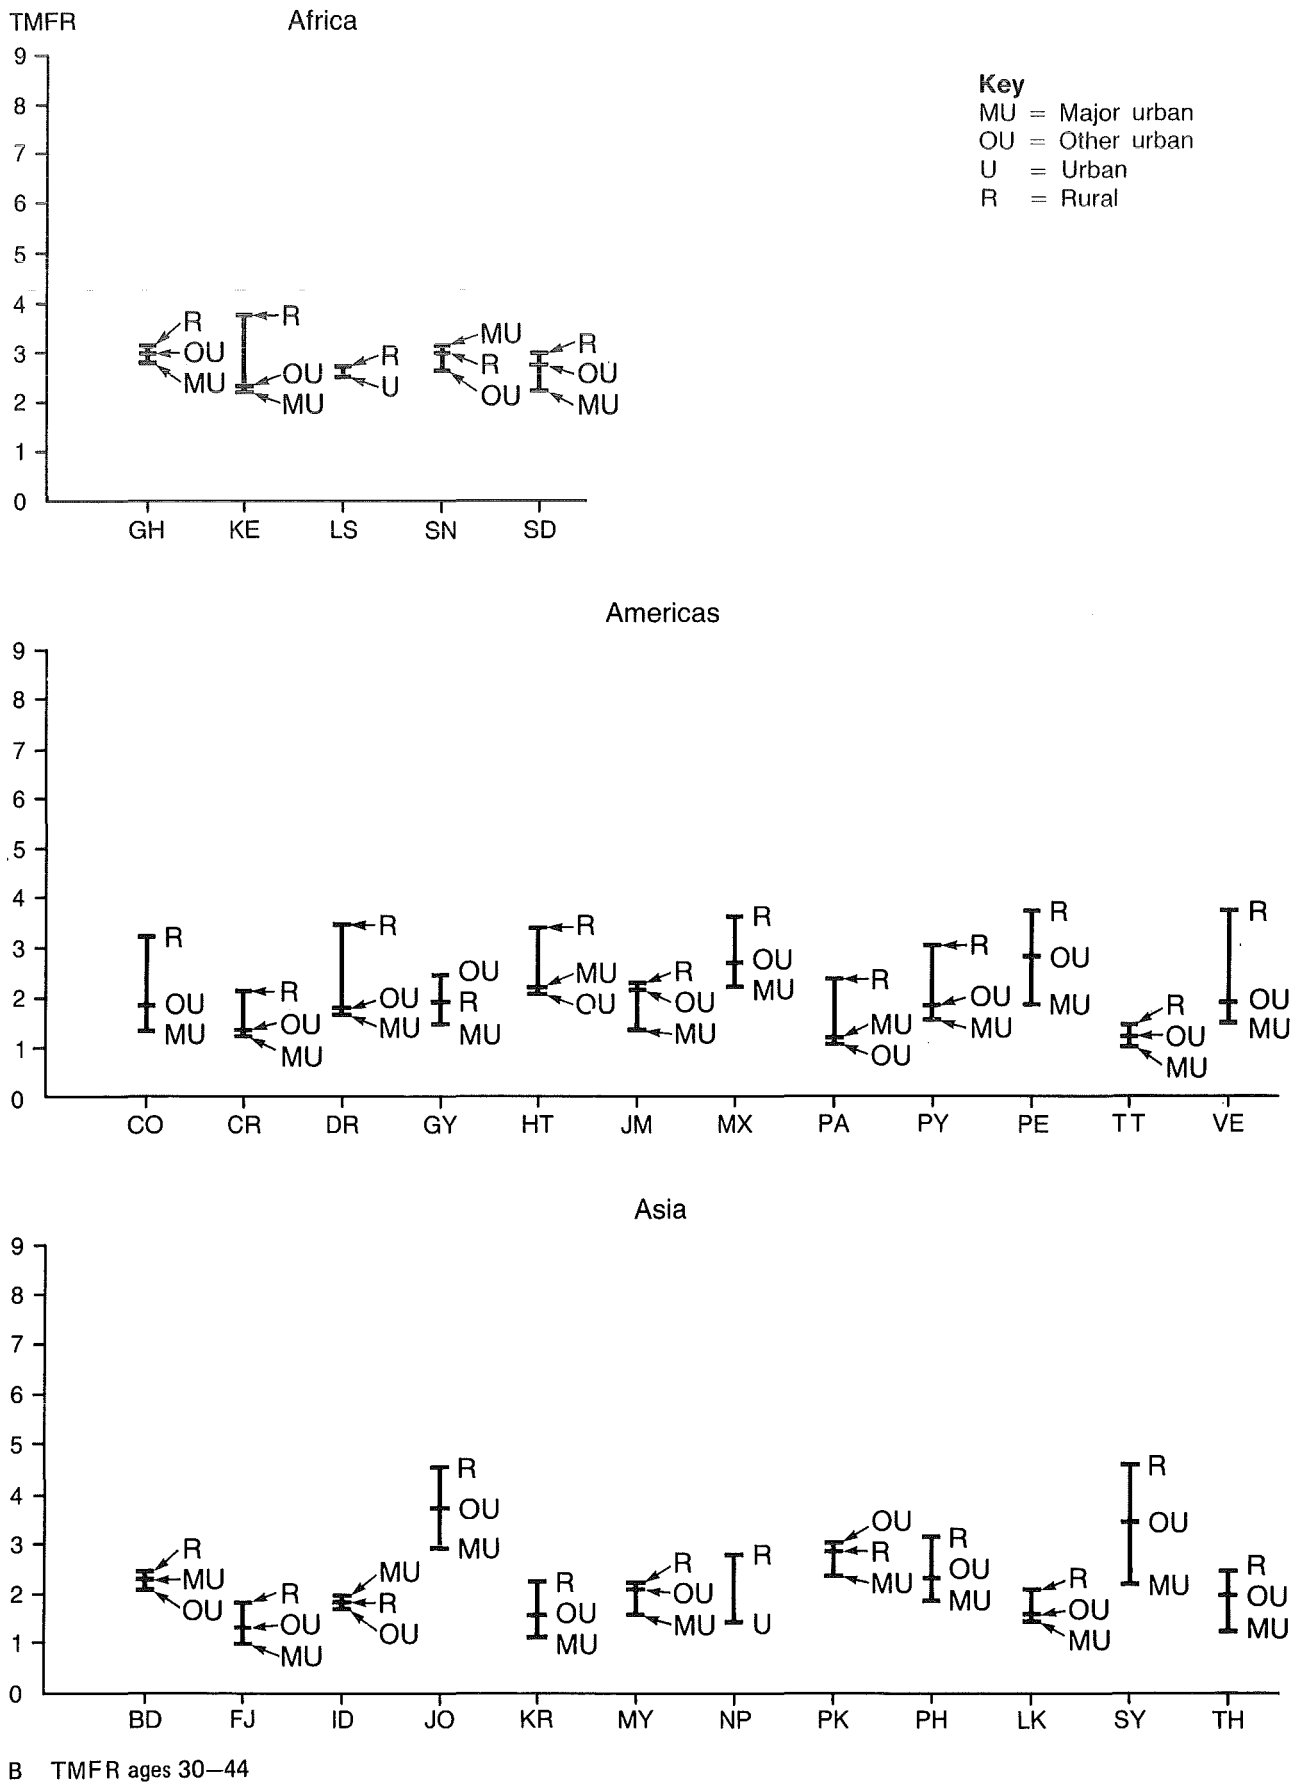 TMFR Africa
9
8
7
6
5
4
3
2
1
0
Key
MU = Major urban
OU = Other urban
U = Urban
R = Rural
R
OU
MU
R
OU
MU
R
U
MU
R
OU
R
OU
MU
GH KE LS SN SD
Americas
9
8
7
6
5
4
3
2
1
0
R
OU
MU
R
OU
MU
R
OU
MU
OU
R
MU
R
MU
OU
R
OU
MU
R
OU
MU
R
MU
OU
R
OU
MU
R
OU
MU
R
OU
MU
R
OU
MU
CO CR DR GY HT JM MX PA PY PE TT VE
Asia
9
8
7
6
5
4
3
2
1
0
R
MU
OU
R
OU
MU
MU
R
OU
R
OU
MU
R
OU
MU
R
OU
MU
R
U
OU
R
MU
R
OU
MU
R
OU
MU
R
OU
MU
R
OU
MU
BD FJ ID JO KR MY NP PK PH LK SY TH
B TMFR ages 30–44